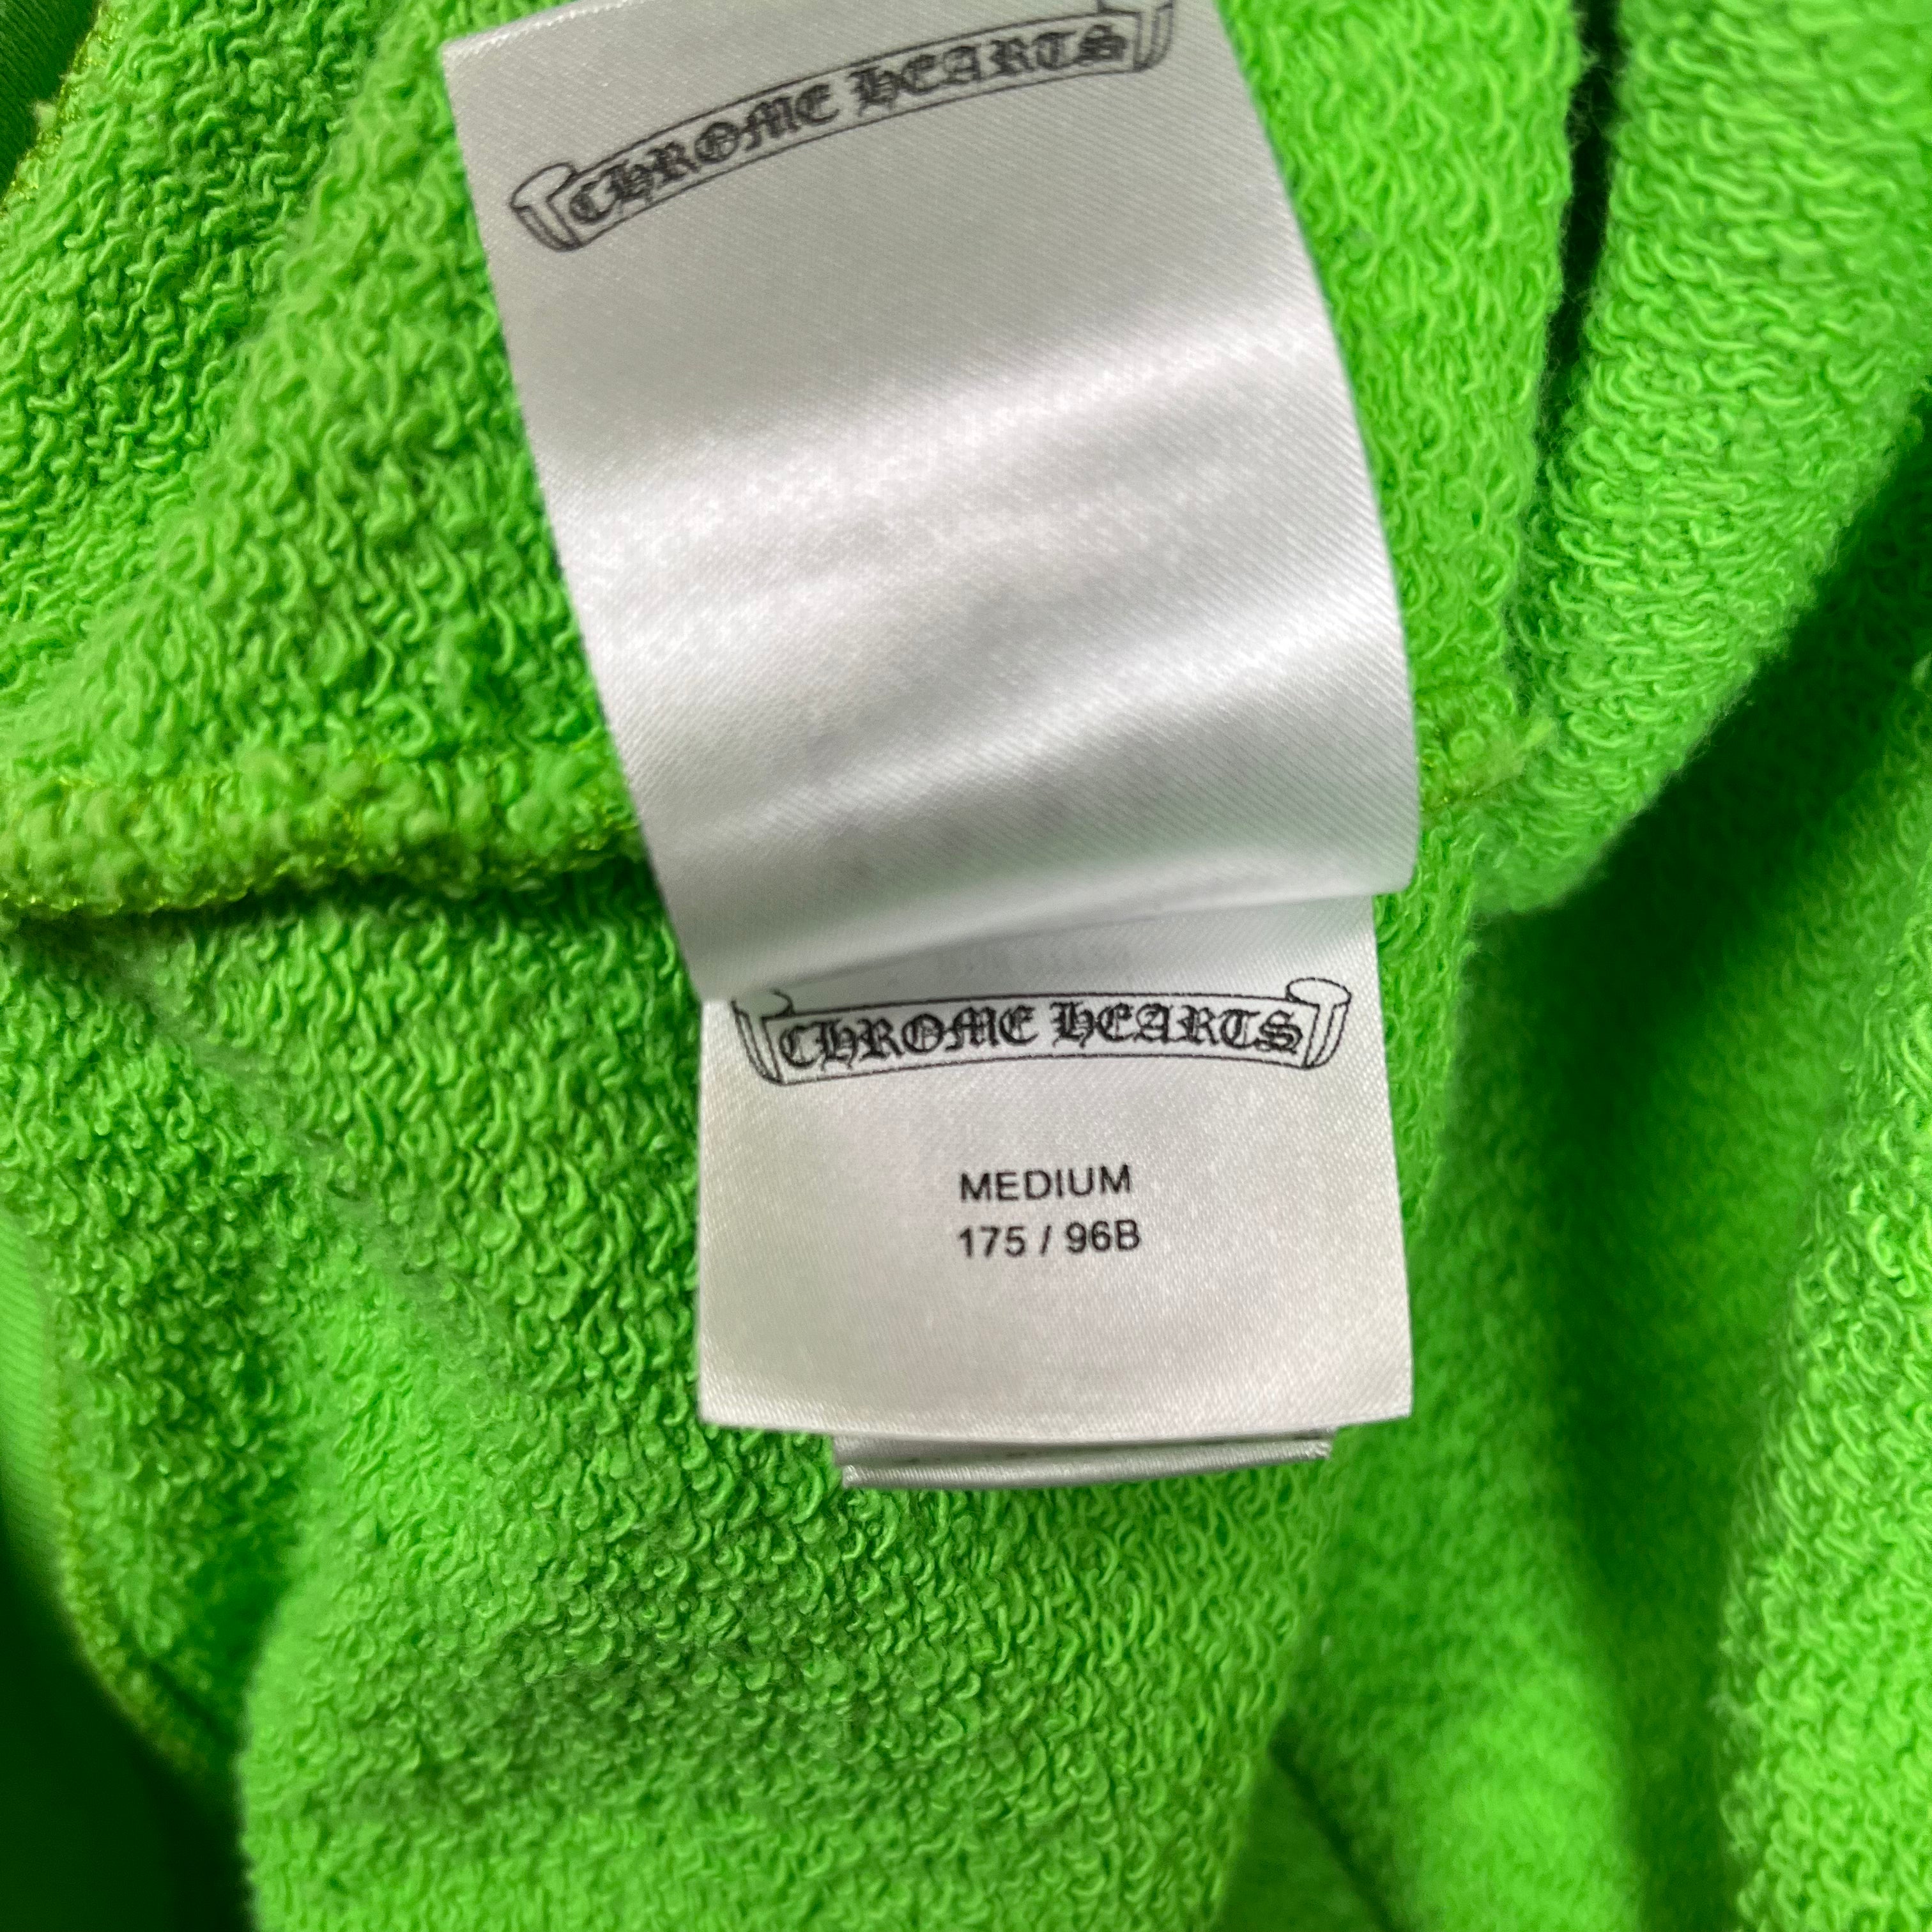 CHROME HEARTS
CHROME HEARTS
MEDIUM
175 / 96B